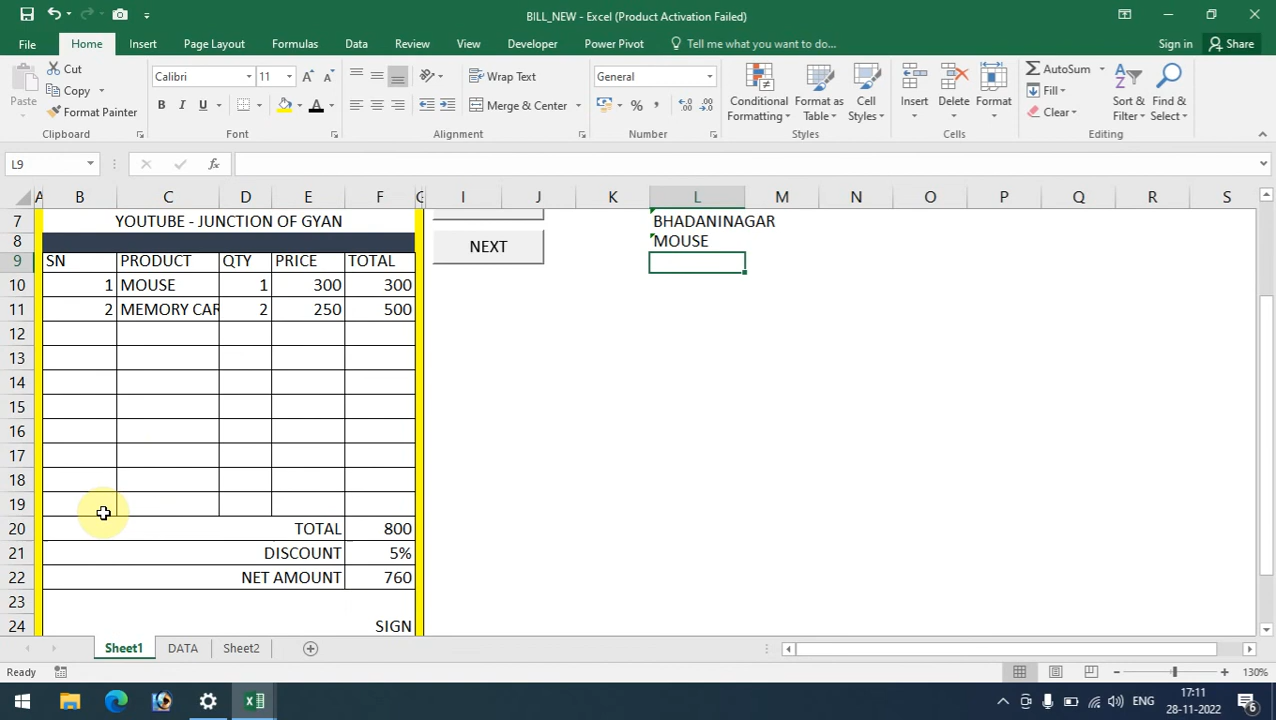 BILL_NEW - Excel (Product Activation Failed)
File Home Insert Page Layout Formulas Data Review View Developer Power Pivot Tell me what you want to do... Sign in Share
Paste
Cut
Copy
Format Painter
Clipboard
Calibri 11
B I U
Font
Wrap Text
Merge & Center
Alignment
General
Number
Conditional Formatting
Format as Table
Cell Styles
Styles
Insert Delete Format
Cells
AutoSum
Fill
Clear
Sort & Filter
Find & Select
Editing
L9 fx
A B C D E F G I J K L M N O P Q R S
7 YOUTUBE - JUNCTION OF GYAN BHADANINAGAR
8 NEXT MOUSE
9 SN PRODUCT QTY PRICE TOTAL
10 1 MOUSE 1 300 300
11 2 MEMORY CAR 2 250 500
12
13
14
15
16
17
18
19
20 TOTAL 800
21 DISCOUNT 5%
22 NET AMOUNT 760
23
24 SIGN
Sheet1 DATA Sheet2
Ready 130%
ENG 17:11
28-11-2022 6